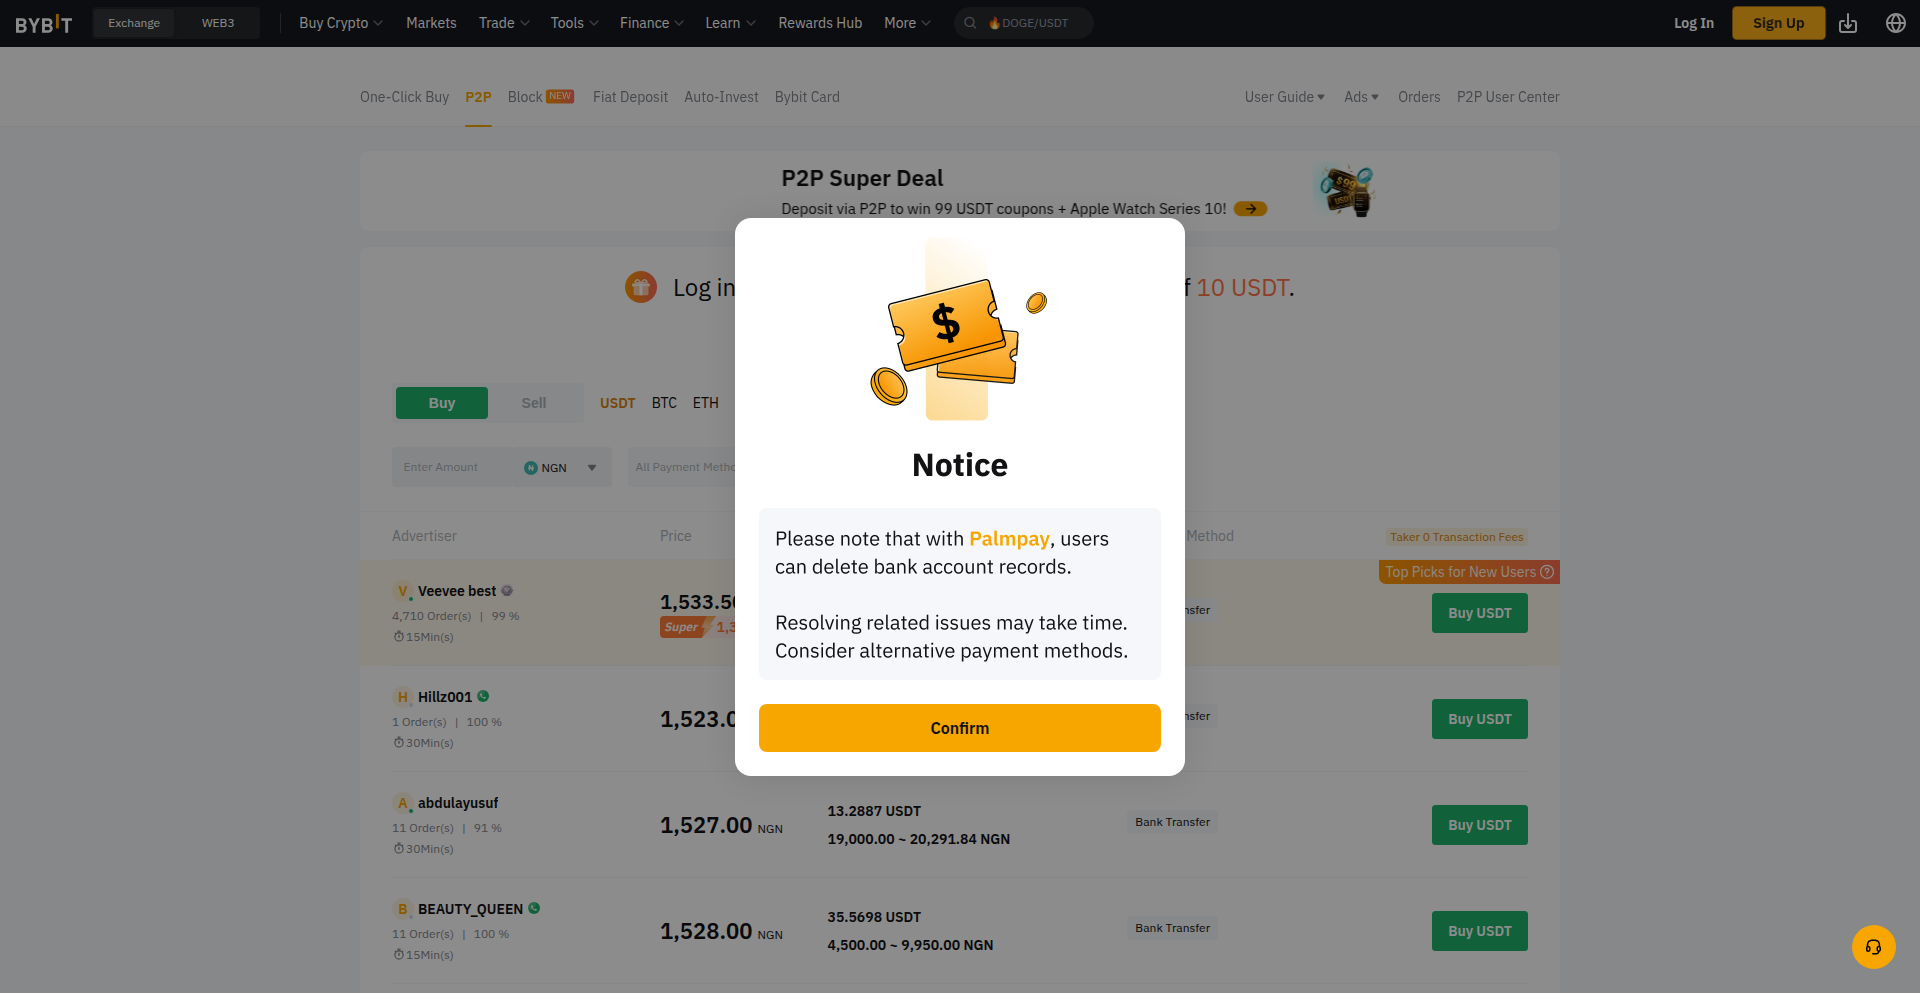 BYBIT Exchange WEB3 Buy Crypto Markets Trade Tools Finance Learn Rewards Hub More DOGE/USDT Log In Sign Up
One-Click Buy P2P Block NEW Fiat Deposit Auto-Invest Bybit Card User Guide Ads Orders P2P User Center
P2P Super Deal
Deposit via P2P to win 99 USDT coupons + Apple Watch Series 10!
Log in 10 USDT.
Buy Sell USDT BTC ETH
Enter Amount NGN All Payment
$
Notice
Please note that with Palmpay, users
can delete bank account records.
Resolving related issues may take time.
Consider alternative payment methods.
Confirm
Advertiser Price Method Taker 0 Transaction Fees
Top Picks for New Users
V Veevee best
4,710 Order(s) | 99 %
15Min(s)
1,533.5
Super 1,3
Buy USDT
H Hillz001
1 Order(s) | 100 %
30Min(s)
1,523.0
Buy USDT
A abdulayusuf
11 Order(s) | 91 %
30Min(s)
1,527.00 NGN
13.2887 USDT
19,000.00 ~ 20,291.84 NGN
Bank Transfer
Buy USDT
B BEAUTY_QUEEN
11 Order(s) | 100 %
15Min(s)
1,528.00 NGN
35.5698 USDT
4,500.00 ~ 9,950.00 NGN
Bank Transfer
Buy USDT